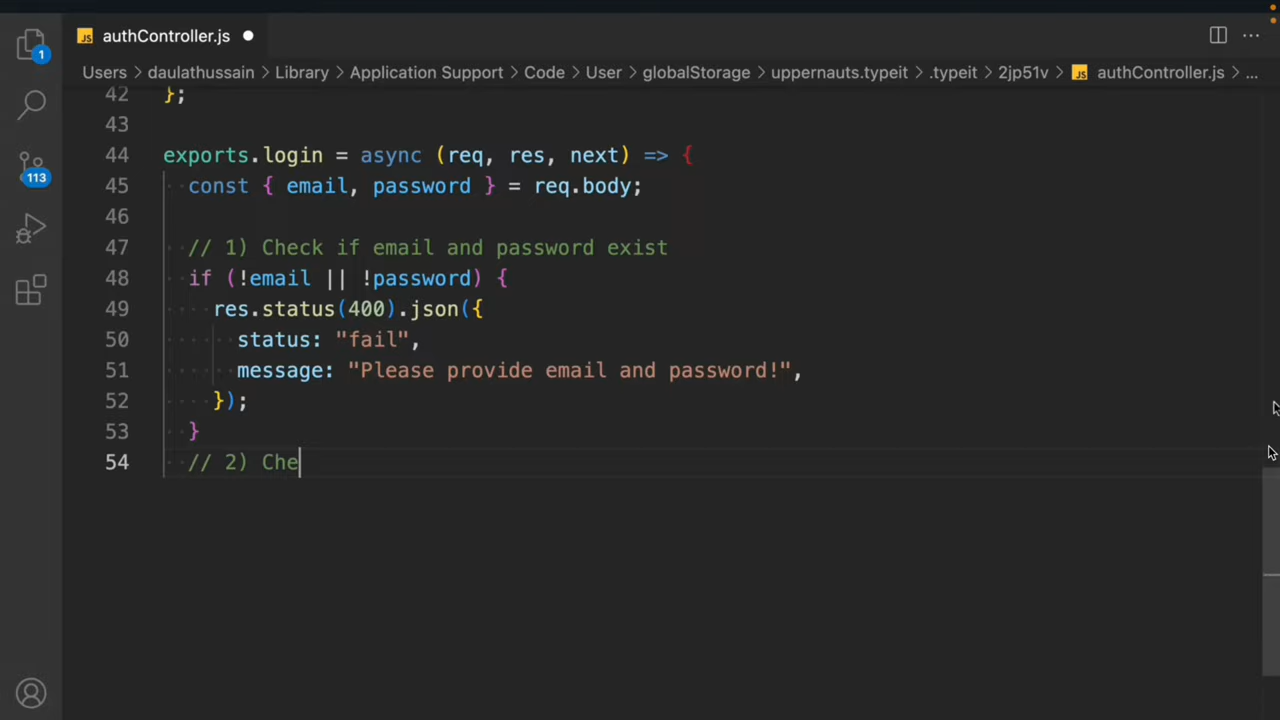 authController.js
Users > daulathussain > Library > Application Support > Code > User > globalStorage > uppernauts.typeit > .typeit > 2jp51v > JS authController.js > ...
1
113
42 };
43
44 exports.login = async (req, res, next) => {
45 const { email, password } = req.body;
46
47 // 1) Check if email and password exist
48 if (!email || !password) {
49 res.status(400).json({
50 status: "fail",
51 message: "Please provide email and password!",
52 });
53 }
54 // 2) Che